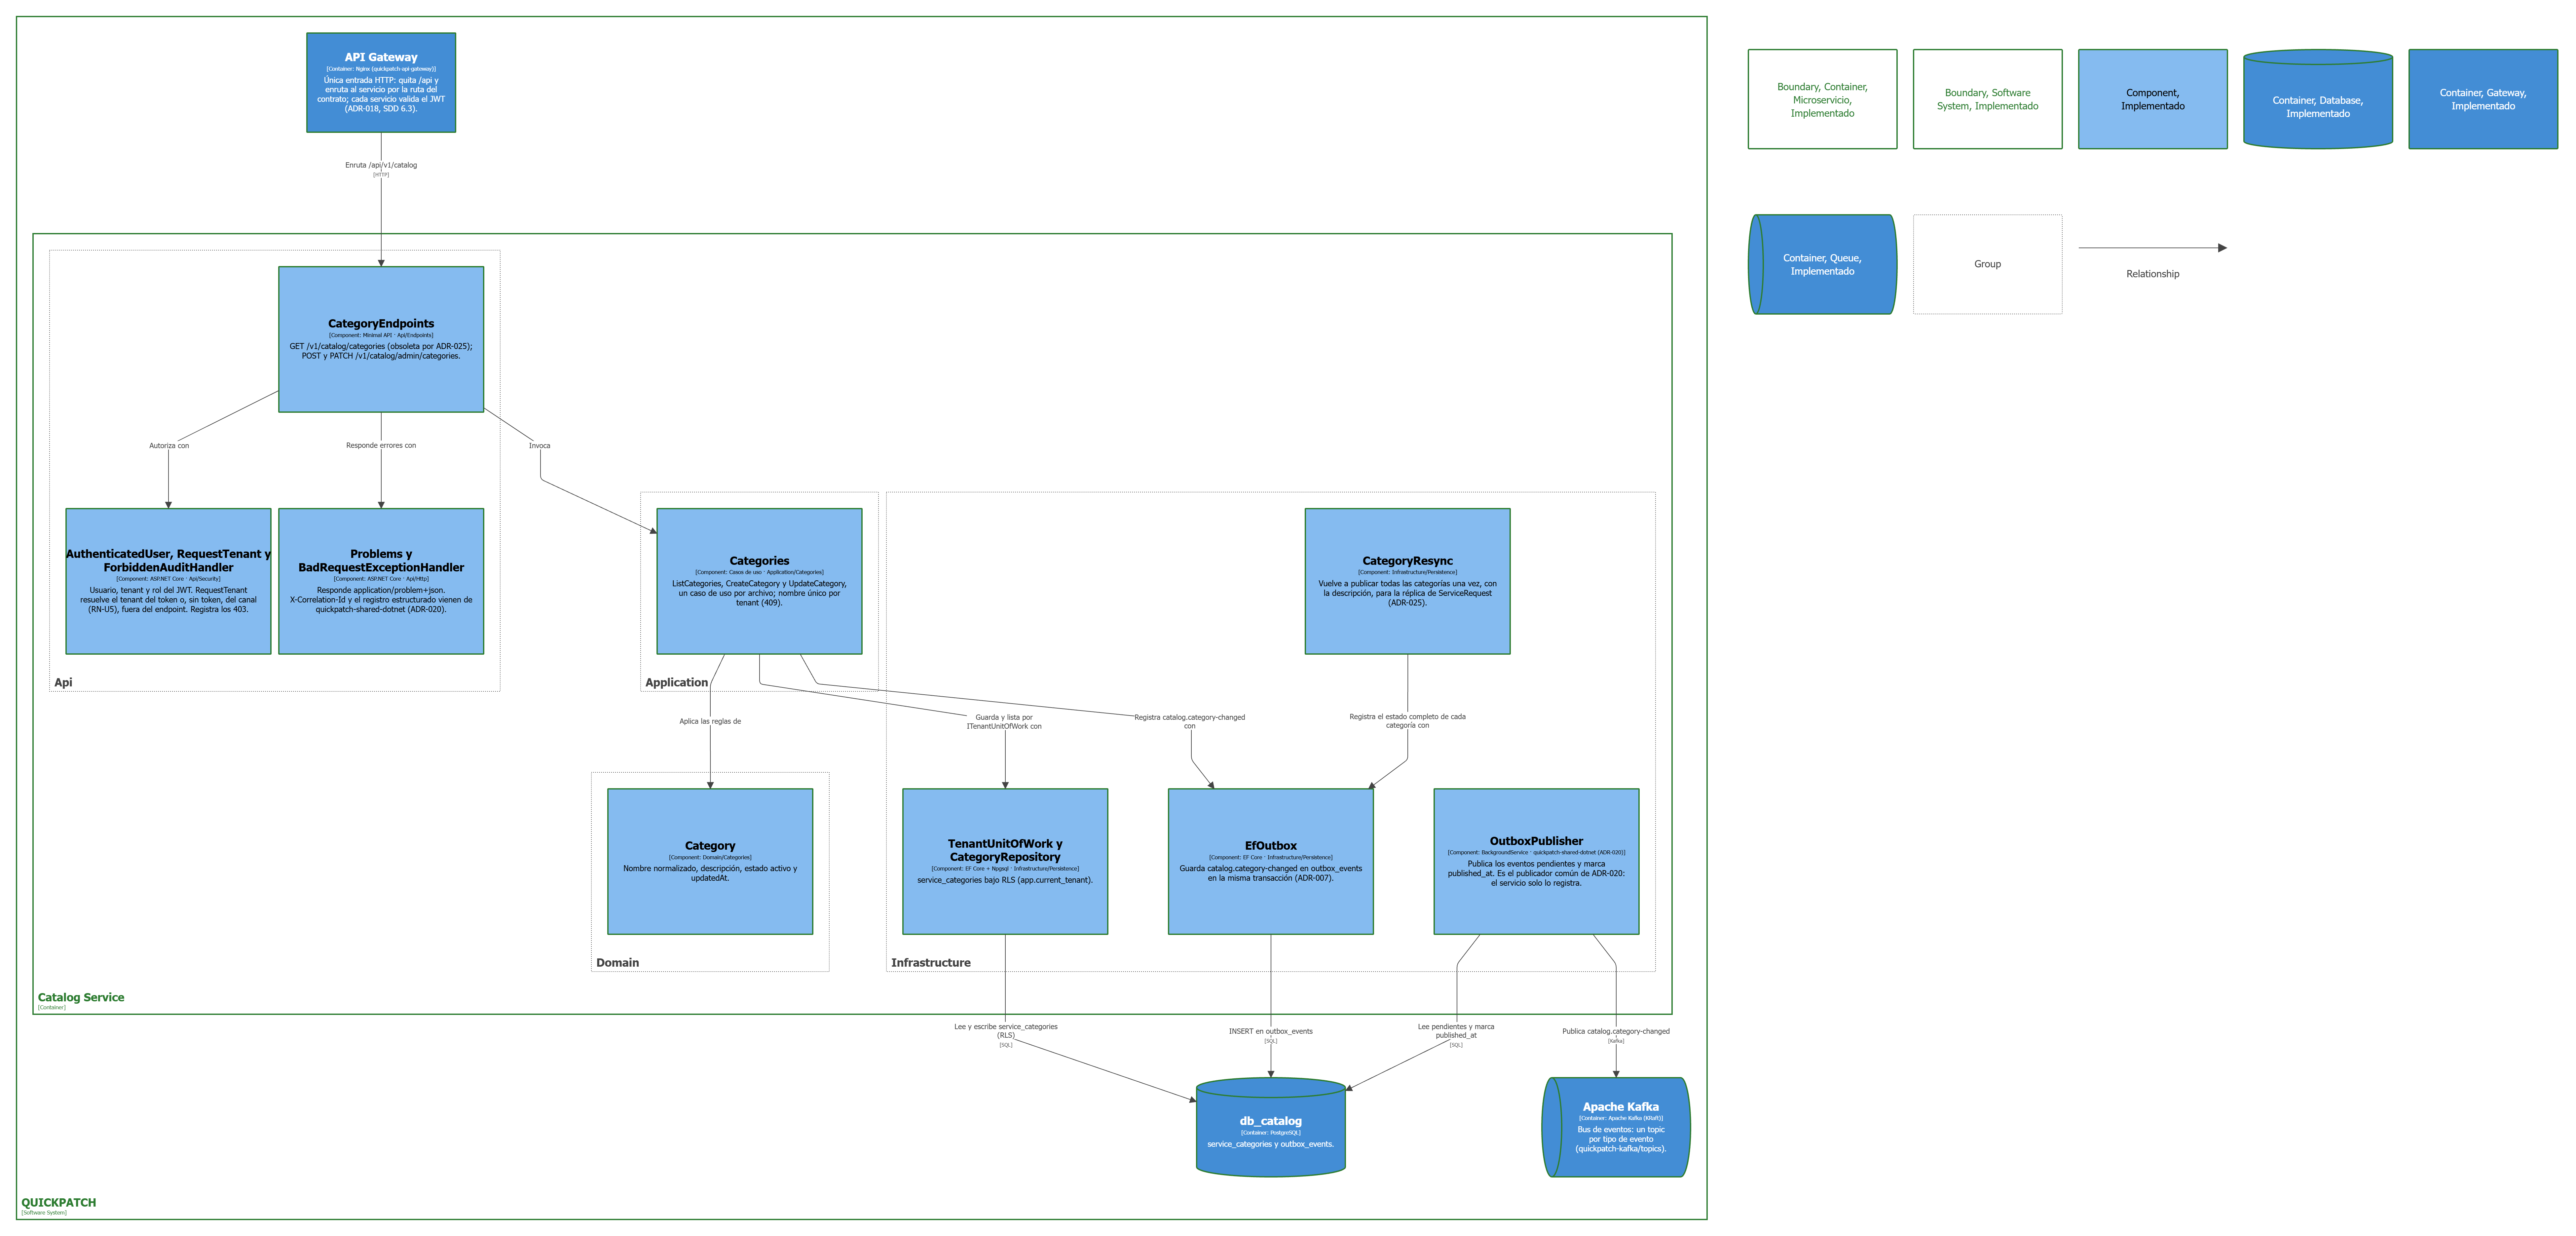 API Gateway
[Container: Nginx (quickpatch-api-gateway)]
Única entrada HTTP: quita /api y
enruta al servicio por la ruta del
contrato; cada servicio valida el JWT
(ADR-018, SDD 6.3).
Enruta /api/v1/catalog
[HTTP]
CategoryEndpoints
[Component: Minimal API · Api/Endpoints]
GET /v1/catalog/categories (obsoleta por ADR-025);
POST y PATCH /v1/catalog/admin/categories.
Autoriza con
Responde errores con
Invoca
AuthenticatedUser, RequestTenant y
ForbiddenAuditHandler
[Component: ASP.NET Core · Api/Security]
Usuario, tenant y rol del JWT. RequestTenant
resuelve el tenant del token o, sin token, del canal
(RN-US), fuera del endpoint. Registra los 403.
Problems y
BadRequestExceptionHandler
[Component: ASP.NET Core · Api/Http]
Responde application/problem+json.
X-Correlation-Id y el registro estructurado vienen de
quickpatch-shared-dotnet (ADR-020).
Api
Categories
[Component: Casos de uso · Application/Categories]
ListCategories, CreateCategory y UpdateCategory,
un caso de uso por archivo; nombre único por
tenant (409).
Application
CategoryResync
[Component: Infrastructure/Persistence]
Vuelve a publicar todas las categorías una vez, con
la descripción, para la réplica de ServiceRequest
(ADR-025).
Aplica las reglas de
Guarda y lista por
ITenantUnitOfWork con
Registra catalog.category-changed
con
Registra el estado completo de cada
categoría con
Category
[Component: Domain/Categories]
Nombre normalizado, descripción, estado activo y
updatedAt.
Domain
TenantUnitOfWork y
CategoryRepository
[Component: EF Core + Npgsql · Infrastructure/Persistence]
service_categories bajo RLS (app.current_tenant).
EfOutbox
[Component: EF Core · Infrastructure/Persistence]
Guarda catalog.category-changed en outbox_events
en la misma transacción (ADR-007).
OutboxPublisher
[Component: BackgroundService · quickpatch-shared-dotnet (ADR-020)]
Publica los eventos pendientes y marca
published_at. Es el publicador común de ADR-020:
el servicio solo lo registra.
Infrastructure
Catalog Service
[Container]
Lee y escribe service_categories
(RLS)
[SQL]
INSERT en outbox_events
[SQL]
Lee pendientes y marca
published_at
[SQL]
Publica catalog.category-changed
[Kafka]
db_catalog
[Container: PostgreSQL]
service_categories y outbox_events.
Apache Kafka
[Container: Apache Kafka (KRaft)]
Bus de eventos: un topic
por tipo de evento
(quickpatch-kafka/topics).
QUICKPATCH
[Software System]
Boundary, Container,
Microservicio,
Implementado
Boundary, Software
System, Implementado
Component,
Implementado
Container, Database,
Implementado
Container, Gateway,
Implementado
Container, Queue,
Implementado
Group
Relationship